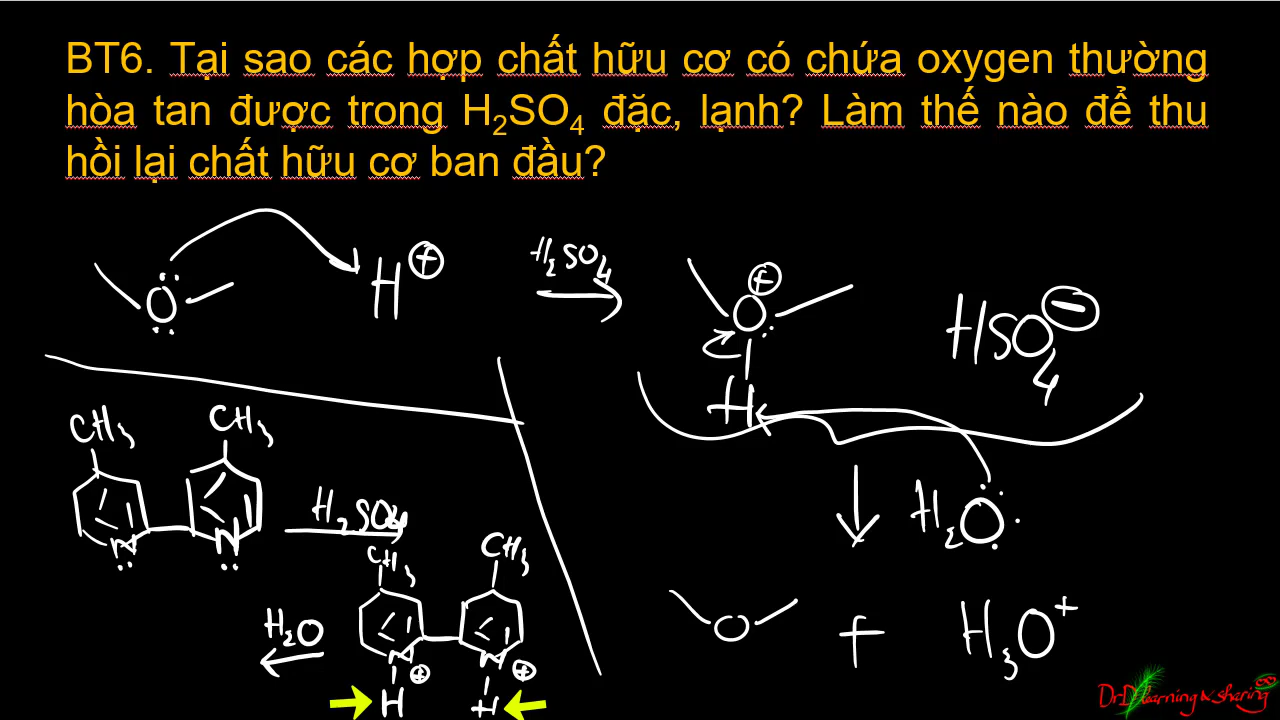 BT6. Tại sao các hợp chất hữu cơ có chứa oxygen thường
hòa tan được trong H₂SO₄ đặc, lạnh? Làm thế nào để thu
hồi lại chất hữu cơ ban đầu?
O H⊕ H₂SO₄ O⊕ HSO₄⊖
H
CH₃ CH₃
N N H₂SO₄
H₂O
CH₃ CH₃
H₂O
N⊕ N⊕
O + H₃O⁺
H H
Dr.D learning & sharing